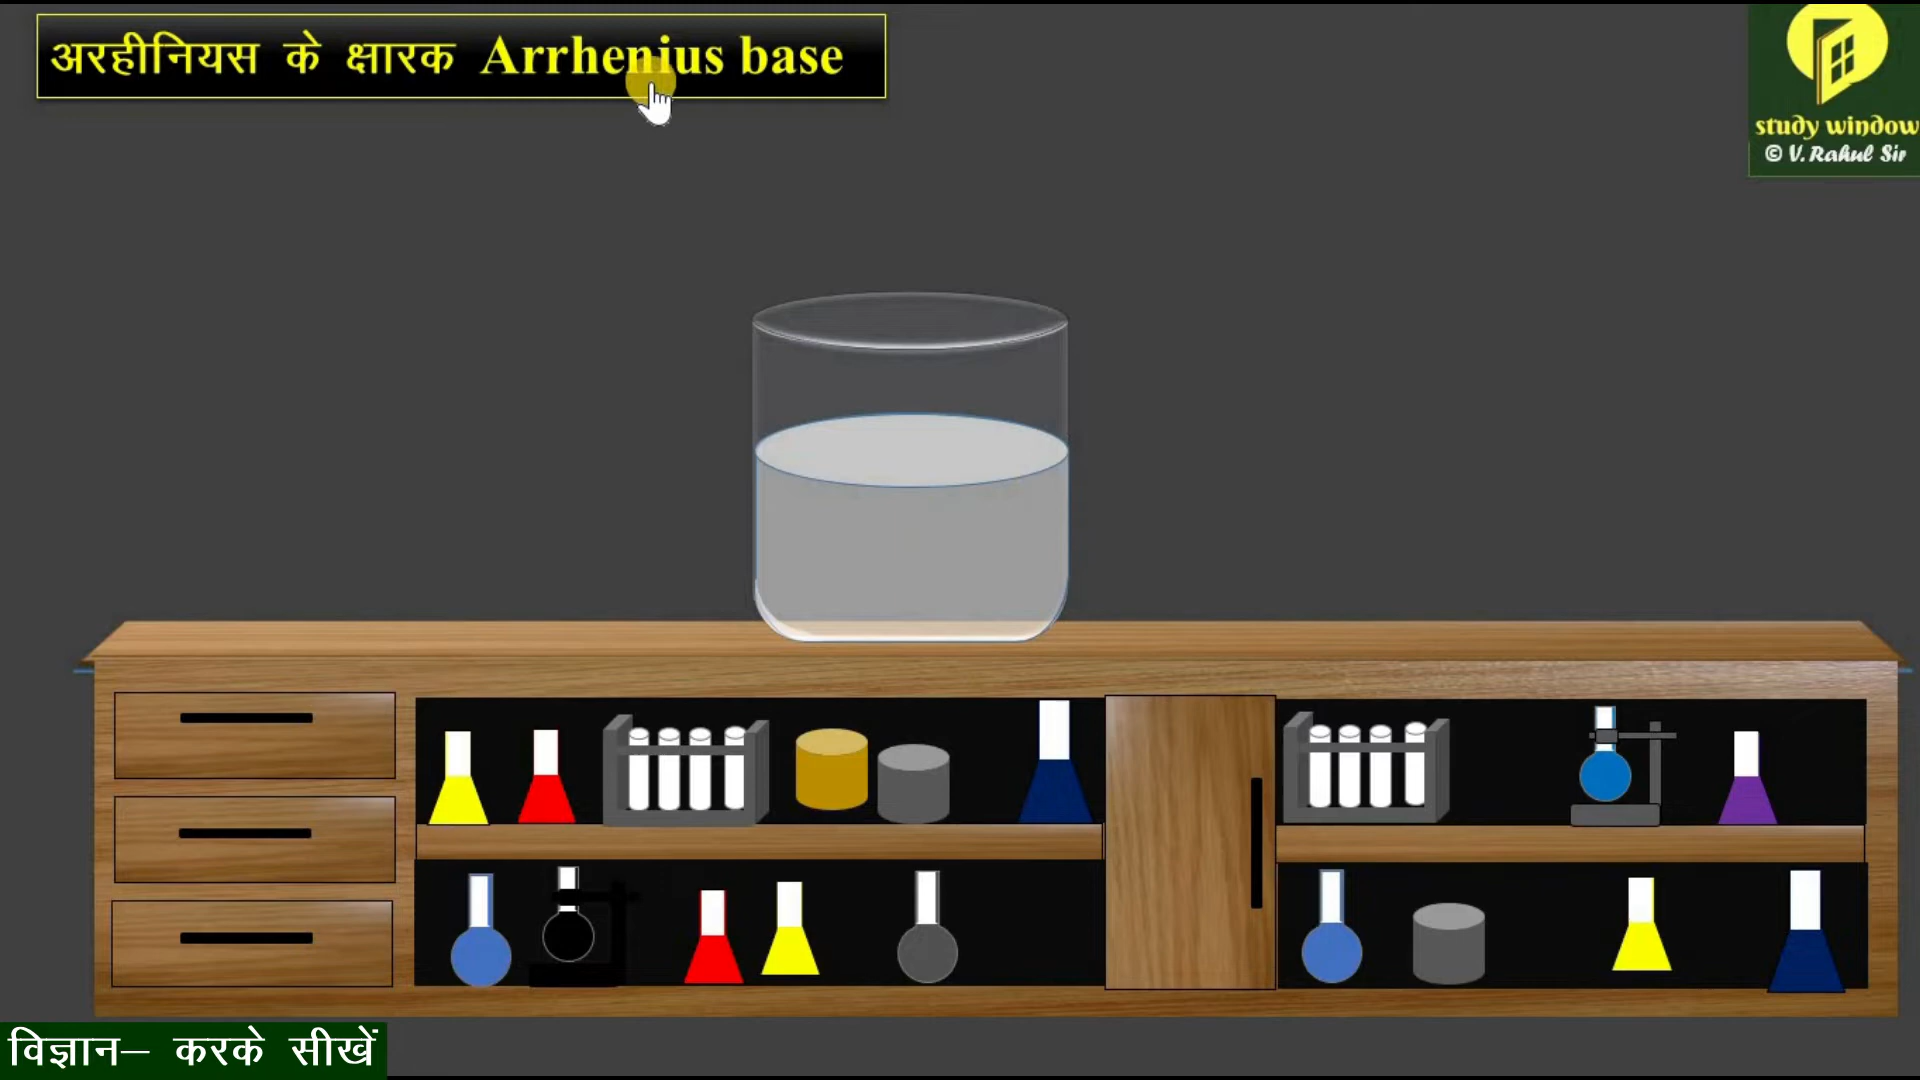 अरहीनियस के क्षारक Arrhenius base
study window
© V. Rahul Sir
विज्ञान– करके सीखें